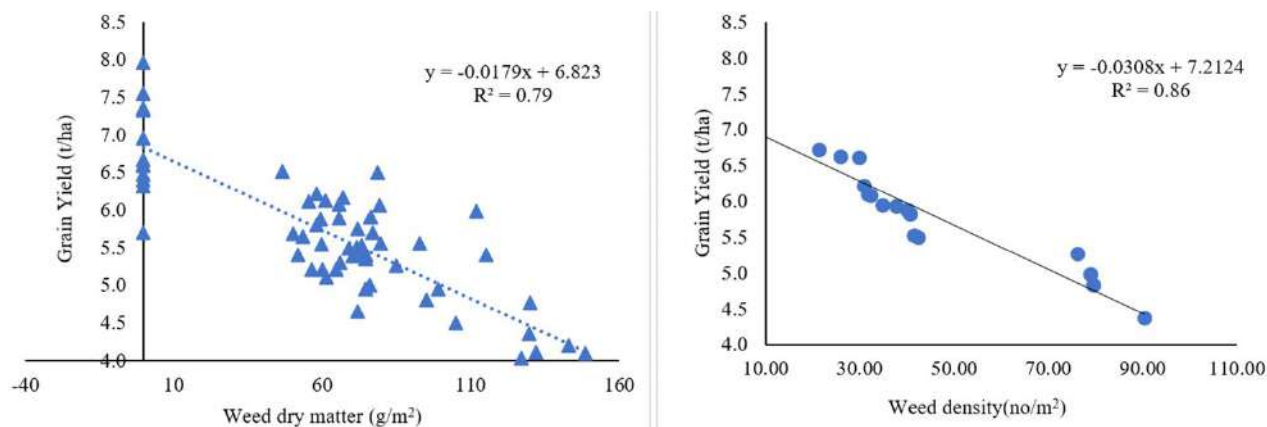 8.5
8.0
7.5
7.0
6.5
6.0
5.5
5.0
4.5
4.0
Grain Yield (t/ha)
y = -0.0179x + 6.823
R² = 0.79
-40 10 60 110 160
Weed dry matter (g/m²)
8.5
8.0
7.5
7.0
6.5
6.0
5.5
5.0
4.5
4.0
Grain Yield (t/ha)
y = -0.0308x + 7.2124
R² = 0.86
10.00 30.00 50.00 70.00 90.00 110.00
Weed density(no/m²)